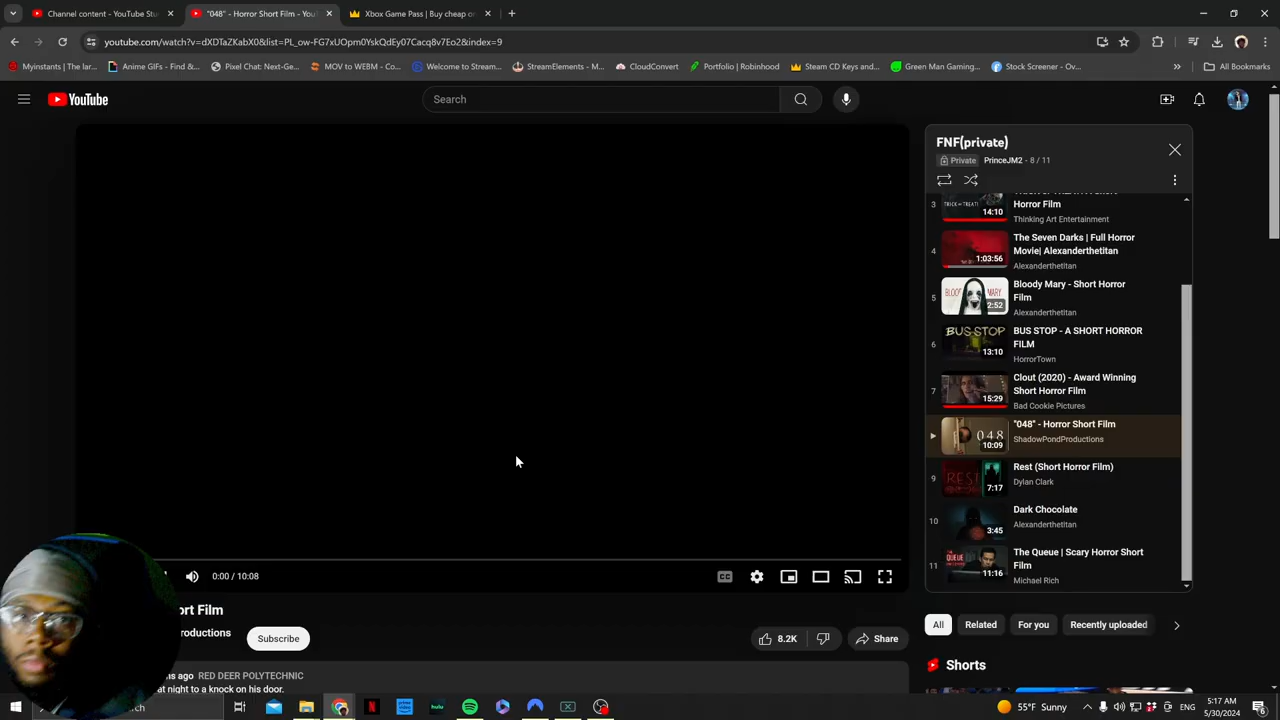 Channel content - YouTube Stu
"048" - Horror Short Film - You
Xbox Game Pass | Buy cheap o
youtube.com/watch?v=dXDTaZKabX0&list=PL_ow-FG7xUOpm0YskQdEy07Cacq8v7Eo2&index=9
Myinstants | The lar...
Anime GIFs - Find &...
Pixel Chat: Next-Ge...
MOV to WEBM - Co...
Welcome to Stream...
StreamElements - M...
CloudConvert
Portfolio | Robinhood
Steam CD Keys and...
Green Man Gaming...
Stock Screener - Ov...
All Bookmarks
YouTube
Search
FNF(private)
Private PrinceJM2 - 8 / 11
3
Horror Film
Thinking Art Entertainment
14:10
4
The Seven Darks | Full Horror
Movie| Alexanderthetitan
Alexanderthetitan
1:03:56
5
Bloody Mary - Short Horror
Film
Alexanderthetitan
2:52
6
BUS STOP - A SHORT HORROR
FILM
HorrorTown
BUS STOP
13:10
7
Clout (2020) - Award Winning
Short Horror Film
Bad Cookie Pictures
15:29
"048" - Horror Short Film
ShadowPondProductions
048
10:09
9
Rest (Short Horror Film)
Dylan Clark
REST
7:17
10
Dark Chocolate
Alexanderthetitan
3:45
11
The Queue | Scary Horror Short
Film
Michael Rich
QUEUE
11:16
0:00 / 10:08
ort Film
roductions
Subscribe
8.2K
Share
All
Related
For you
Recently uploaded
ns ago RED DEER POLYTECHNIC
at night to a knock on his door.
Shorts
rch
hulu
55°F Sunny
5:17 AM
5/30/2024